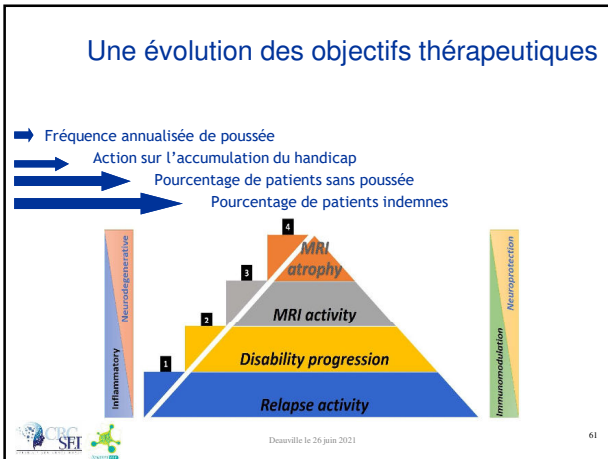 Une évolution des objectifs thérapeutiques
Fréquence annualisée de poussée
Action sur l'accumulation du handicap
Pourcentage de patients sans poussée
Pourcentage de patients indemnes
4
MRI
atrophy
3
MRI activity
2
Disability progression
1
Relapse activity
Inflammatory
Neurodegenerative
Immunomodulation
Neuroprotection
CRC
SEP
Deauville le 26 juin 2021
61